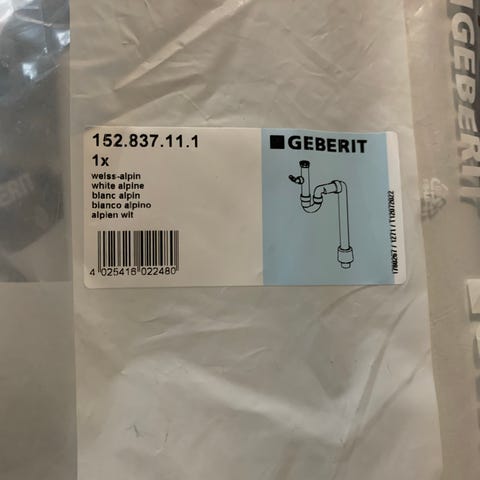 152.837.11.1
1x
weiss-alpin
white alpine
blanc alpin
bianco alpino
alpien wit
4 025416 022480
GEBERIT
GEBERIT